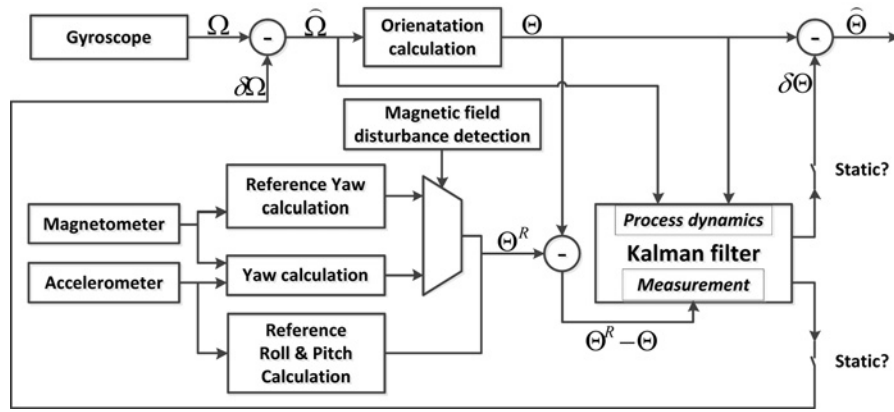 Gyroscope
Ω
-
Ω̂
Orienatation
calculation
Θ
-
Θ̂
δΩ
δΘ
Magnetic field
disturbance detection
Static?
Reference Yaw
calculation
Magnetometer
Process dynamics
Kalman filter
Measurement
Θ^R
-
Accelerometer
Yaw calculation
Reference
Roll & Pitch
Calculation
Θ^R – Θ
Static?